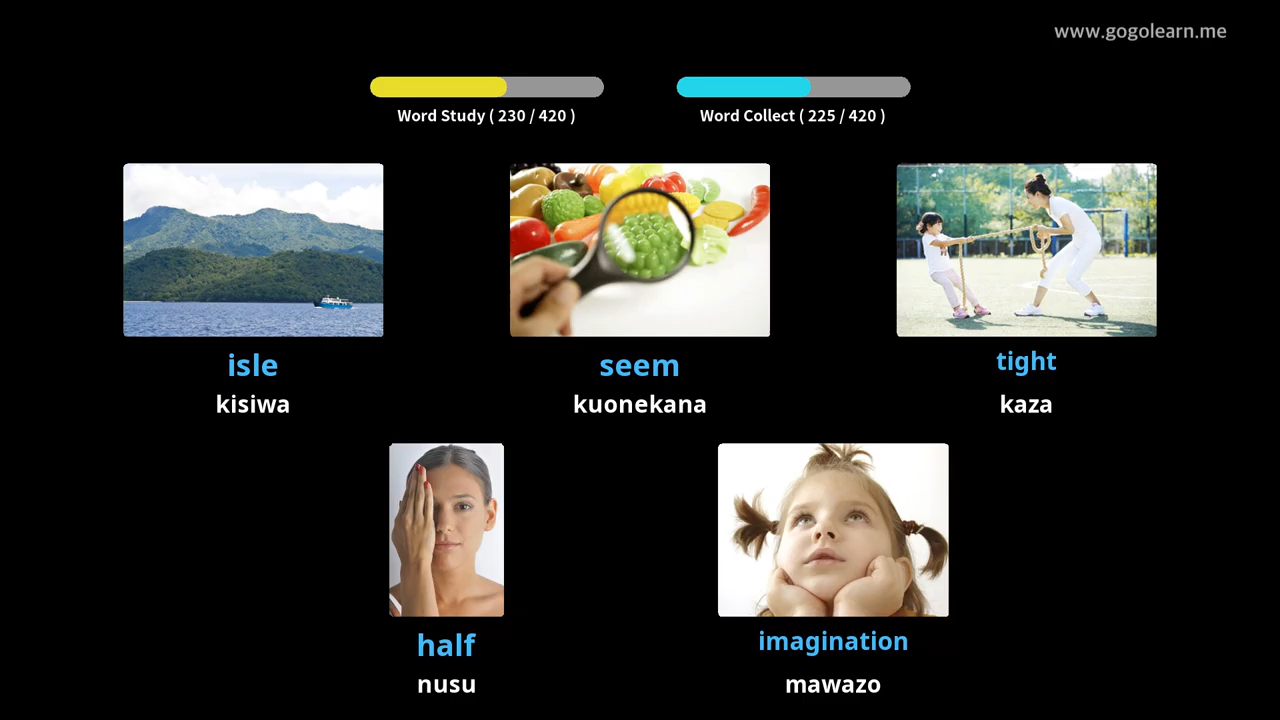 www.gogolearn.me
Word Study ( 230 / 420 )
Word Collect ( 225 / 420 )
isle
kisiwa
seem
kuonekana
tight
kaza
half
nusu
imagination
mawazo